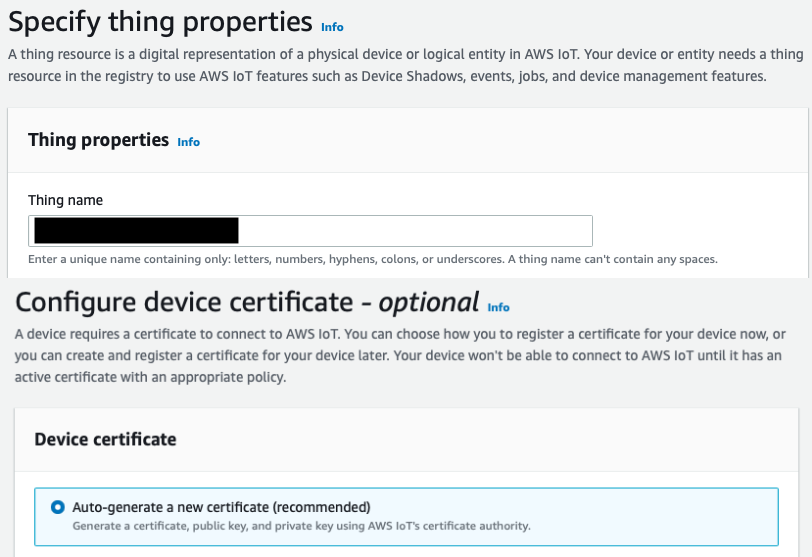 Specify thing properties Info
A thing resource is a digital representation of a physical device or logical entity in AWS IoT. Your device or entity needs a thing
resource in the registry to use AWS IoT features such as Device Shadows, events, jobs, and device management features.
Thing properties Info
Thing name
Enter a unique name containing only: letters, numbers, hyphens, colons, or underscores. A thing name can't contain any spaces.
Configure device certificate - optional Info
A device requires a certificate to connect to AWS IoT. You can choose how you to register a certificate for your device now, or
you can create and register a certificate for your device later. Your device won't be able to connect to AWS IoT until it has an
active certificate with an appropriate policy.
Device certificate
Auto-generate a new certificate (recommended)
Generate a certificate, public key, and private key using AWS IoT's certificate authority.